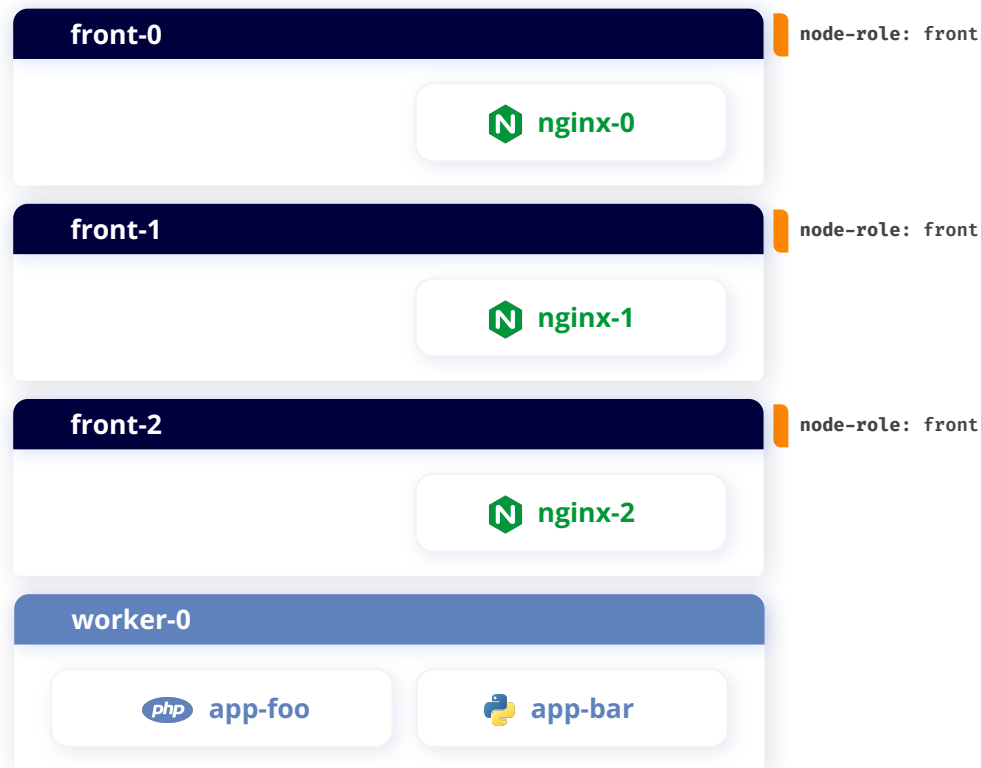 front-0
node-role: front
nginx-0
front-1
node-role: front
nginx-1
front-2
node-role: front
nginx-2
worker-0
php app-foo
app-bar